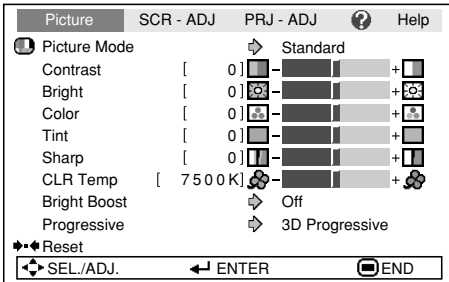 Picture SCR - ADJ PRJ - ADJ ? Help
Picture Mode Standard
Contrast [ 0] - +
Bright [ 0] - +
Color [ 0] - +
Tint [ 0] - +
Sharp [ 0] - +
CLR Temp [ 7500K] - +
Bright Boost Off
Progressive 3D Progressive
Reset
SEL./ADJ. ENTER END